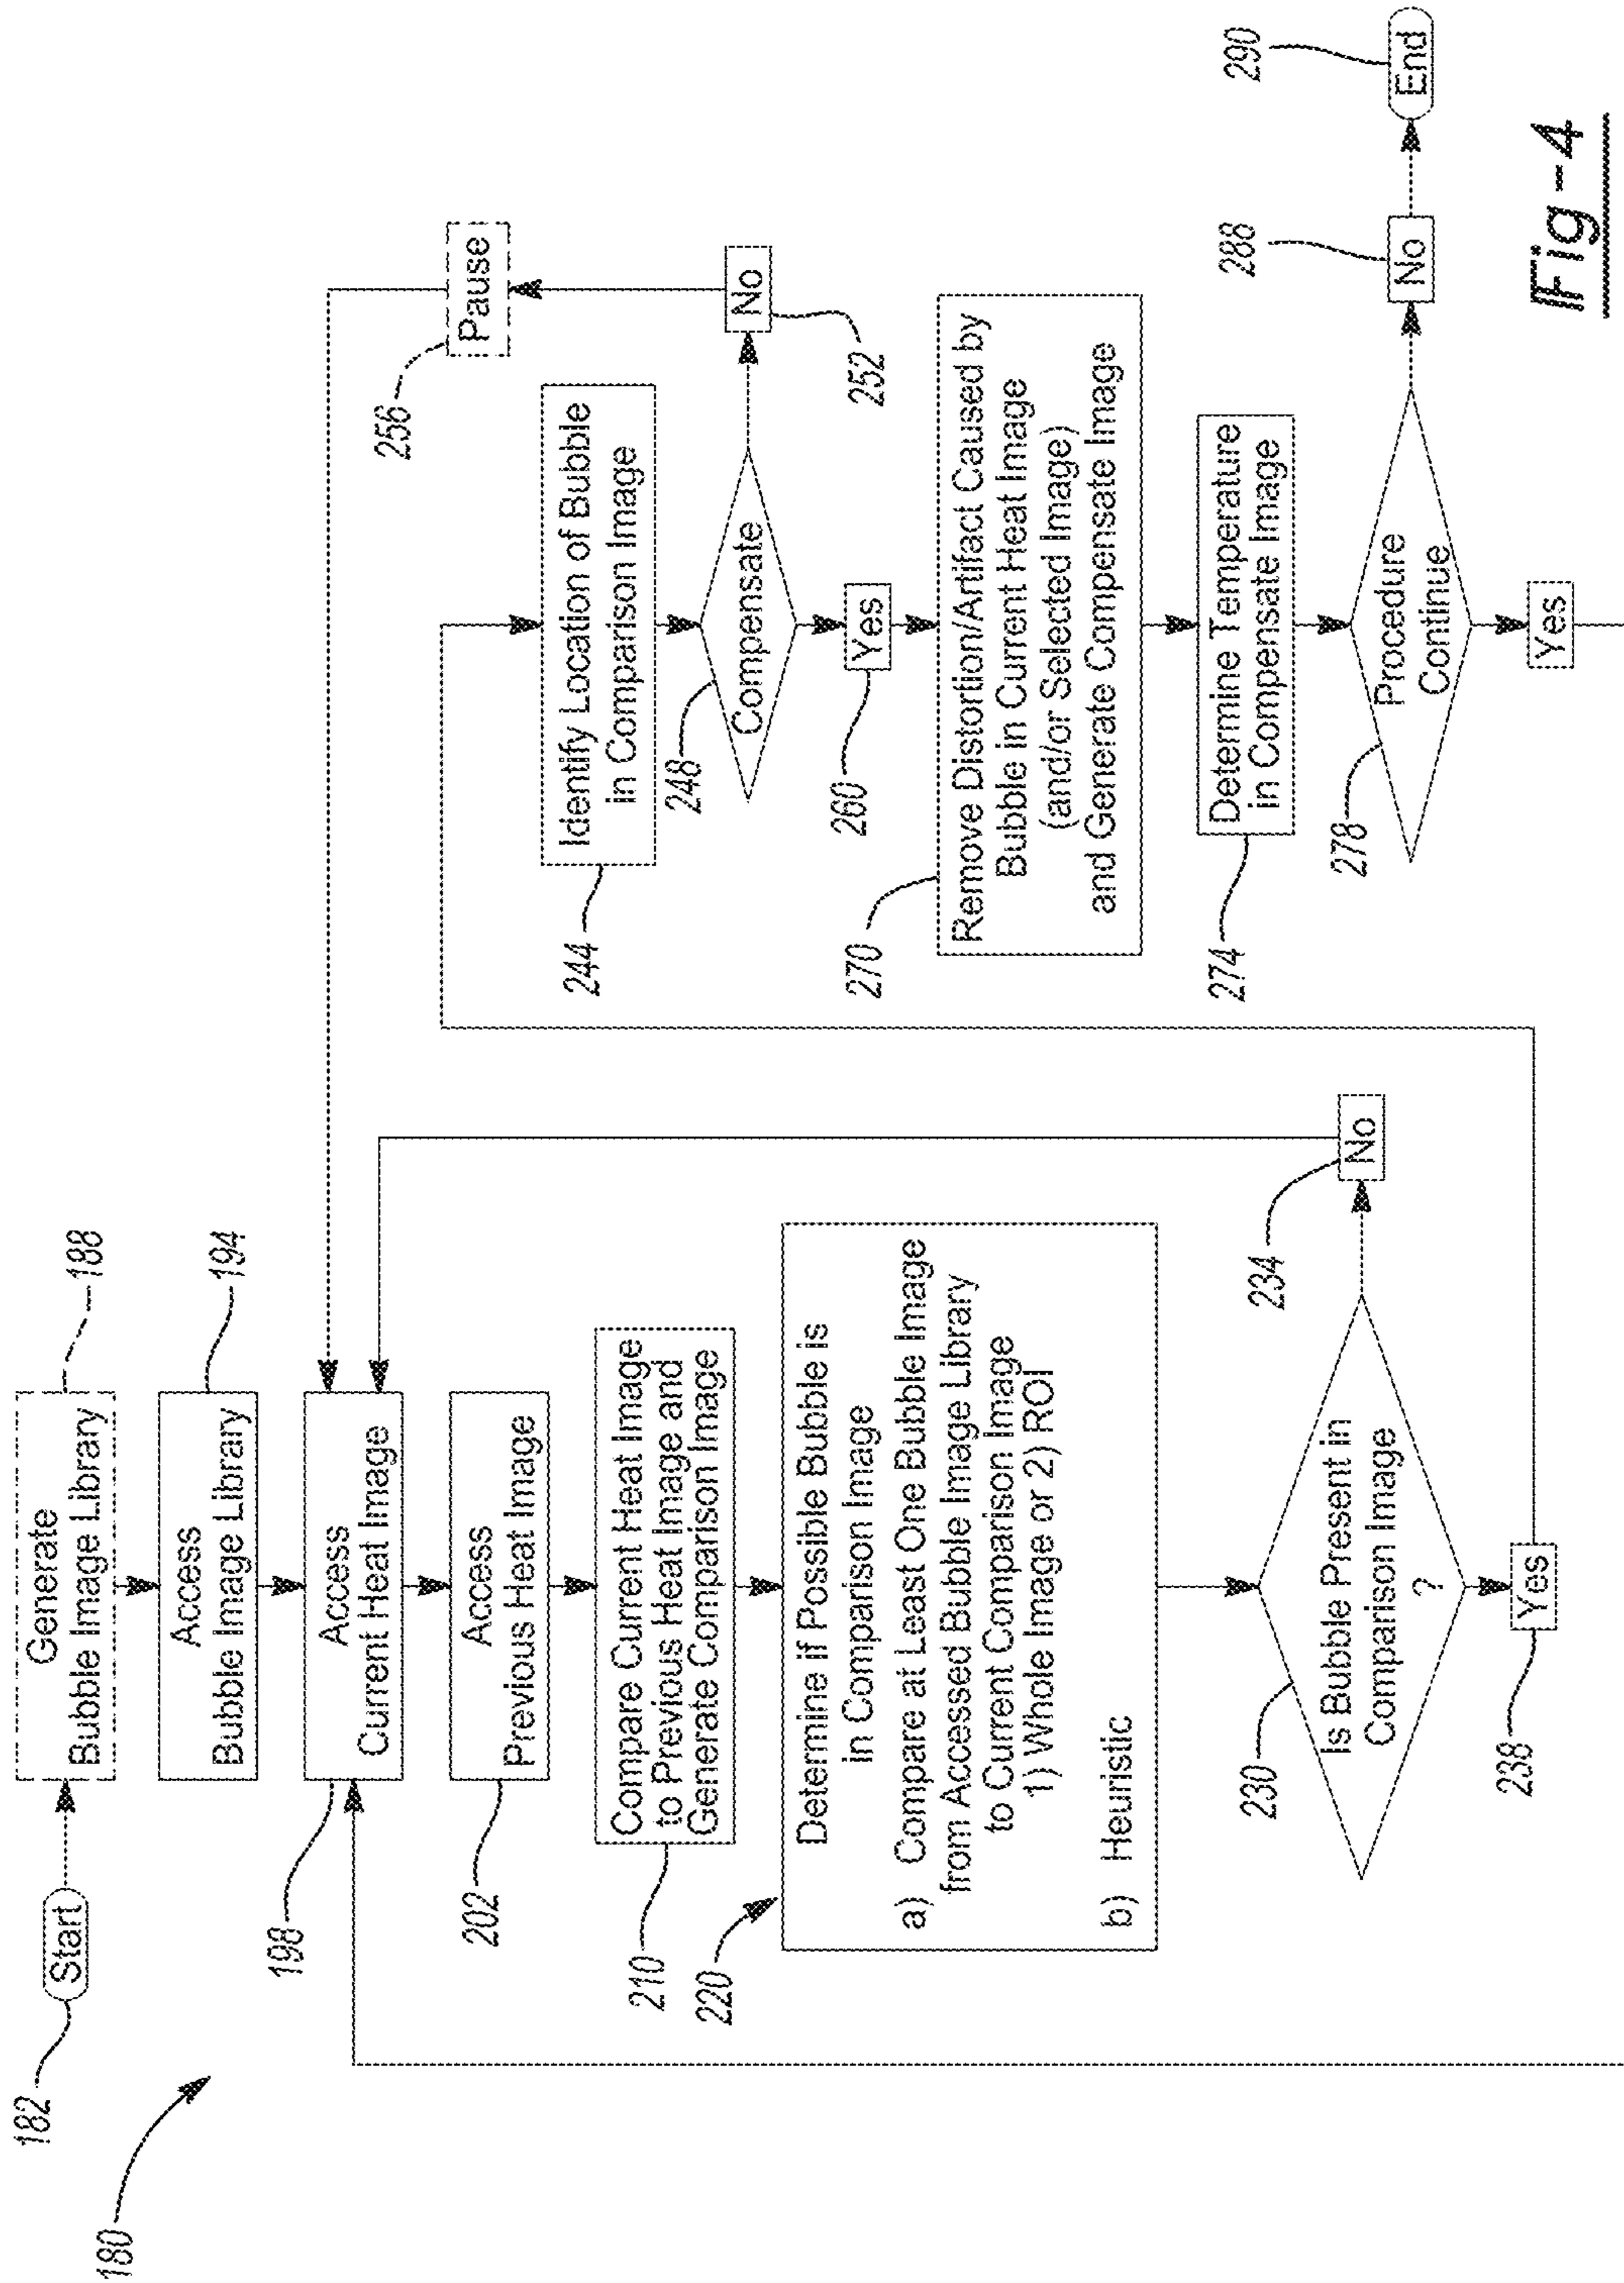 180
182
Start
Generate
Bubble Image Library
188
Access
Bubble Image Library
194
198
Access
Current Heat Image
202
Access
Previous Heat Image
210
Compare Current Heat Image
to Previous Heat Image and
Generate Comparison Image
220
Determine if Possible Bubble is
in Comparison Image
a) Compare at Least One Bubble Image
from Accessed Bubble Image Library
to Current Comparison Image
1) Whole Image or 2) ROI
b) Heuristic
230
Is Bubble Present in
Comparison Image
?
234
No
238
Yes
256
Pause
244
Identify Location of Bubble
in Comparison Image
248
Compensate
No
252
260
Yes
270
Remove Distortion/Artifact Caused by
Bubble in Current Heat Image
(and/or Selected Image)
and Generate Compensate Image
274
Determine Temperature
in Compensate Image
278
Procedure
Continue
288
No
290
End
Yes
Fig-4